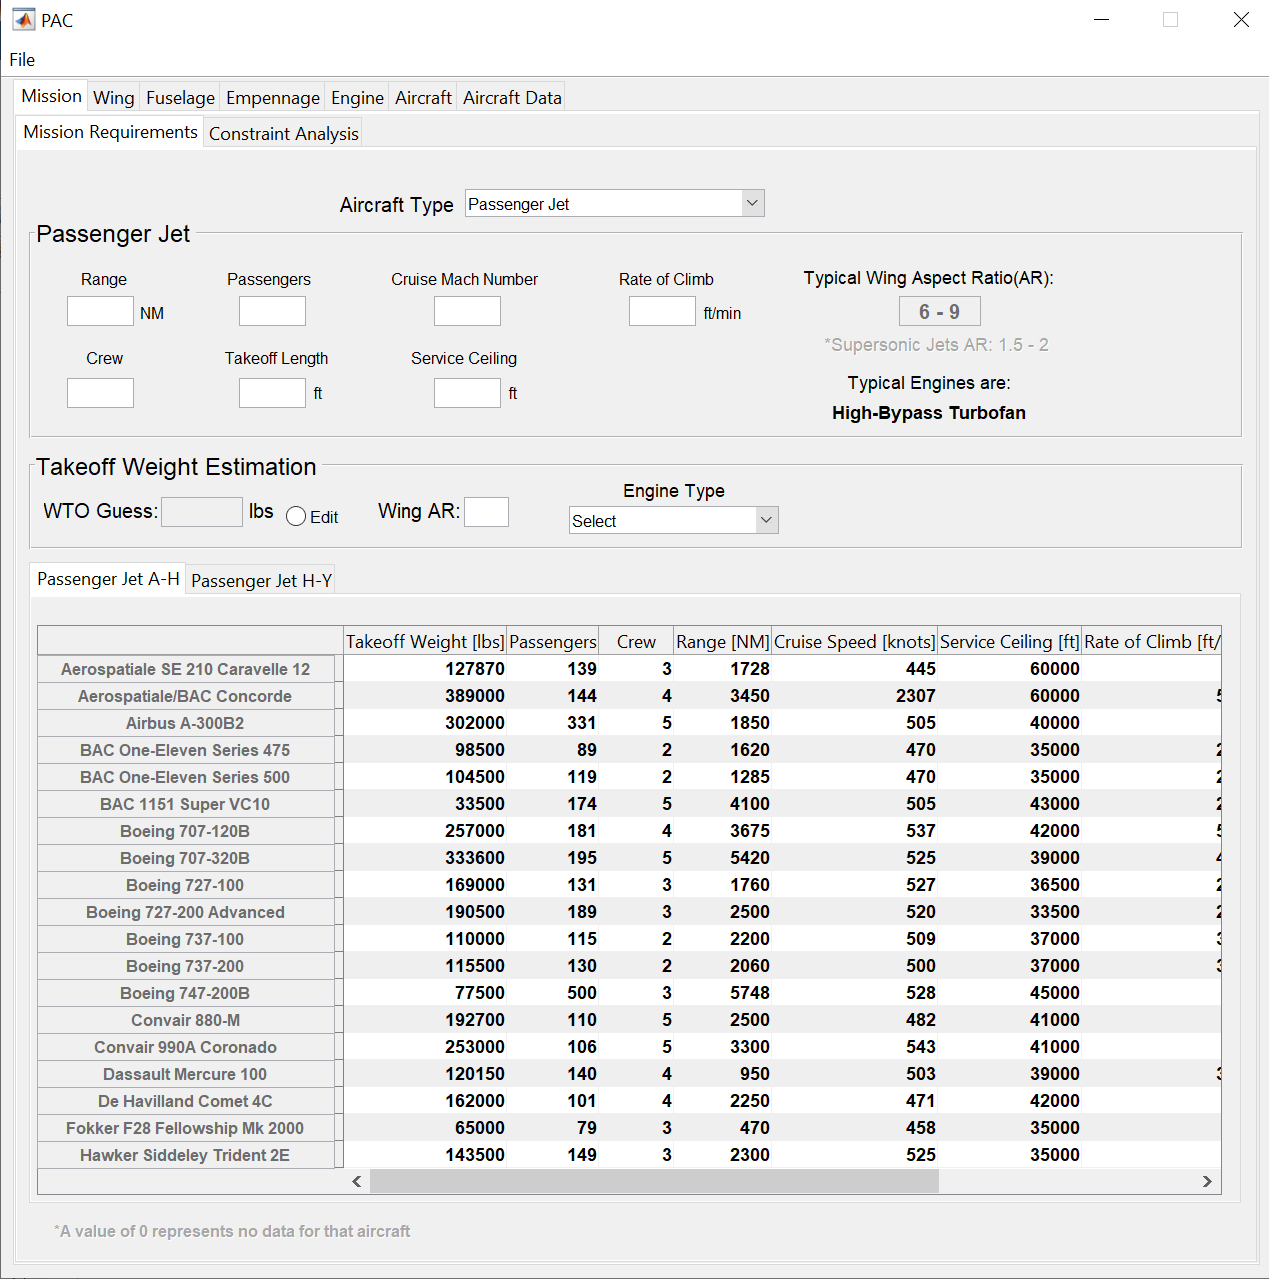 PAC
File
Mission Wing Fuselage Empennage Engine Aircraft Aircraft Data
Mission Requirements Constraint Analysis
Aircraft Type Passenger Jet
Passenger Jet
Range Passengers Cruise Mach Number Rate of Climb Typical Wing Aspect Ratio(AR):
NM ft/min 6 - 9
*Supersonic Jets AR: 1.5 - 2
Crew Takeoff Length Service Ceiling
ft ft
Typical Engines are:
High-Bypass Turbofan
Takeoff Weight Estimation
WTO Guess: lbs Edit Wing AR: Engine Type
Select
Passenger Jet A-H Passenger Jet H-Y
Takeoff Weight [lbs] Passengers Crew Range [NM] Cruise Speed [knots] Service Ceiling [ft] Rate of Climb [ft/
Aerospatiale SE 210 Caravelle 12 127870 139 3 1728 445 60000
Aerospatiale/BAC Concorde 389000 144 4 3450 2307 60000
Airbus A-300B2 302000 331 5 1850 505 40000
BAC One-Eleven Series 475 98500 89 2 1620 470 35000
BAC One-Eleven Series 500 104500 119 2 1285 470 35000
BAC 1151 Super VC10 33500 174 5 4100 505 43000
Boeing 707-120B 257000 181 4 3675 537 42000
Boeing 707-320B 333600 195 5 5420 525 39000
Boeing 727-100 169000 131 3 1760 527 36500
Boeing 727-200 Advanced 190500 189 3 2500 520 33500
Boeing 737-100 110000 115 2 2200 509 37000
Boeing 737-200 115500 130 2 2060 500 37000
Boeing 747-200B 77500 500 3 5748 528 45000
Convair 880-M 192700 110 5 2500 482 41000
Convair 990A Coronado 253000 106 5 3300 543 41000
Dassault Mercure 100 120150 140 4 950 503 39000
De Havilland Comet 4C 162000 101 4 2250 471 42000
Fokker F28 Fellowship Mk 2000 65000 79 3 470 458 35000
Hawker Siddeley Trident 2E 143500 149 3 2300 525 35000
*A value of 0 represents no data for that aircraft